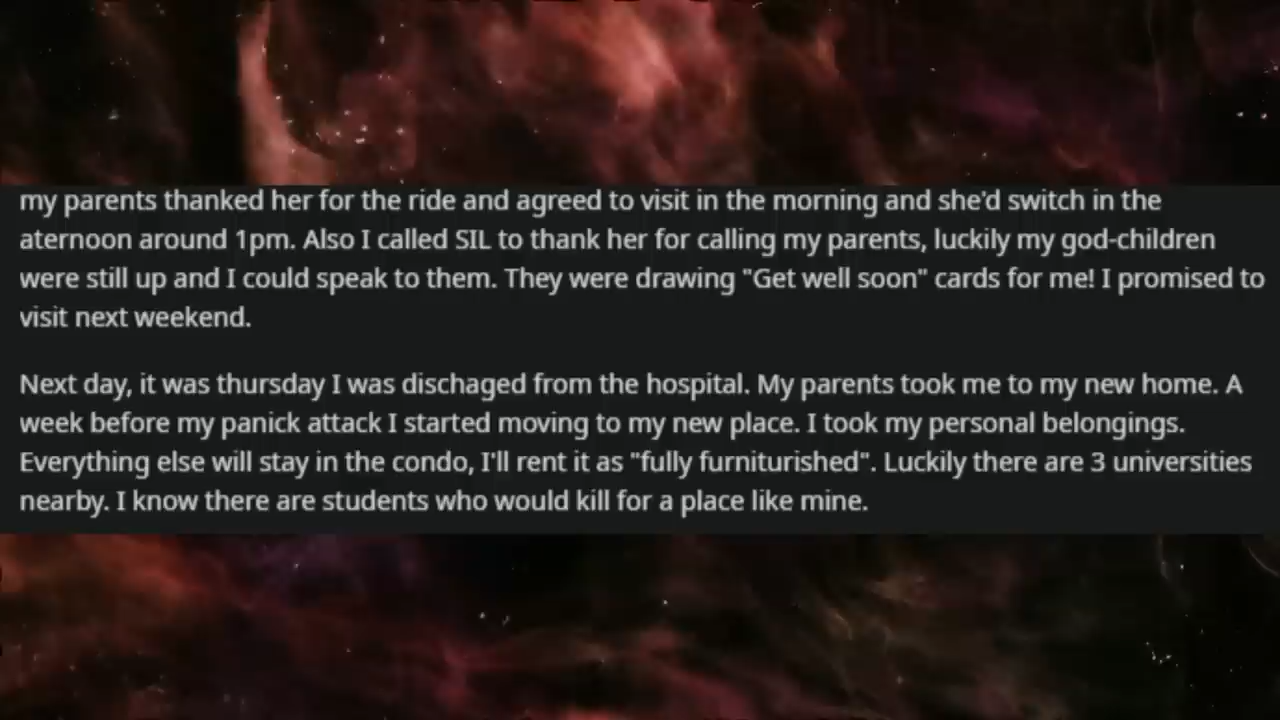 my parents thanked her for the ride and agreed to visit in the morning and she'd switch in the
aternoon around 1pm. Also I called SIL to thank her for calling my parents, luckily my god-children
were still up and I could speak to them. They were drawing "Get well soon" cards for me! I promised to
visit next weekend.
Next day, it was thursday I was dischaged from the hospital. My parents took me to my new home. A
week before my panick attack I started moving to my new place. I took my personal belongings.
Everything else will stay in the condo, I'll rent it as "fully furniturished". Luckily there are 3 universities
nearby. I know there are students who would kill for a place like mine.